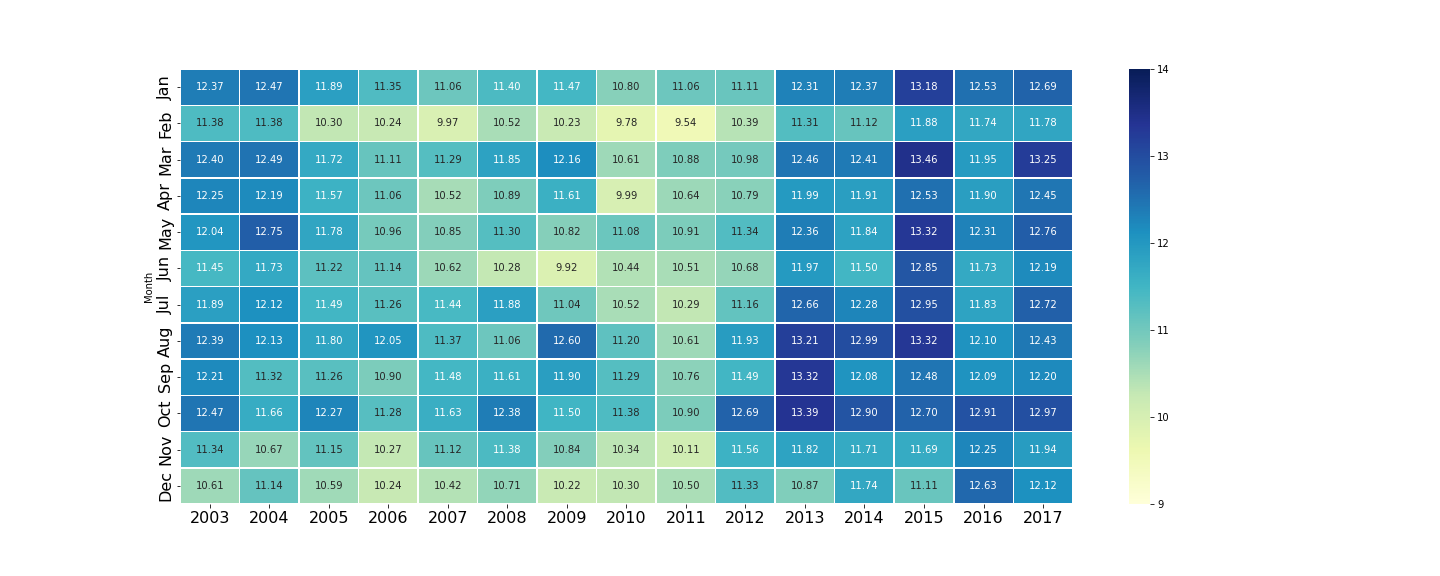 Month
Jan 12.37 12.47 11.89 11.35 11.06 11.40 11.47 10.80 11.06 11.11 12.31 12.37 13.18 12.53 12.69
Feb 11.38 11.38 10.30 10.24 9.97 10.52 10.23 9.78 9.54 10.39 11.31 11.12 11.88 11.74 11.78
Mar 12.40 12.49 11.72 11.11 11.29 11.85 12.16 10.61 10.88 10.98 12.46 12.41 13.46 11.95 13.25
Apr 12.25 12.19 11.57 11.06 10.52 10.89 11.61 9.99 10.64 10.79 11.99 11.91 12.53 11.90 12.45
May 12.04 12.75 11.78 10.96 10.85 11.30 10.82 11.08 10.91 11.34 12.36 11.84 13.32 12.31 12.76
Jun 11.45 11.73 11.22 11.14 10.62 10.28 9.92 10.44 10.51 10.68 11.97 11.50 12.85 11.73 12.19
Jul 11.89 12.12 11.49 11.26 11.44 11.88 11.04 10.52 10.29 11.16 12.66 12.28 12.95 11.83 12.72
Aug 12.39 12.13 11.80 12.05 11.37 11.06 12.60 11.20 10.61 11.93 13.21 12.99 13.32 12.10 12.43
Sep 12.21 11.32 11.26 10.90 11.48 11.61 11.90 11.29 10.76 11.49 13.32 12.08 12.48 12.09 12.20
Oct 12.47 11.66 12.27 11.28 11.63 12.38 11.50 11.38 10.90 12.69 13.39 12.90 12.70 12.91 12.97
Nov 11.34 10.67 11.15 10.27 11.12 11.38 10.84 10.34 10.11 11.56 11.82 11.71 11.69 12.25 11.94
Dec 10.61 11.14 10.59 10.24 10.42 10.71 10.22 10.30 10.50 11.33 10.87 11.74 11.11 12.63 12.12
2003 2004 2005 2006 2007 2008 2009 2010 2011 2012 2013 2014 2015 2016 2017
14
13
12
11
10
9